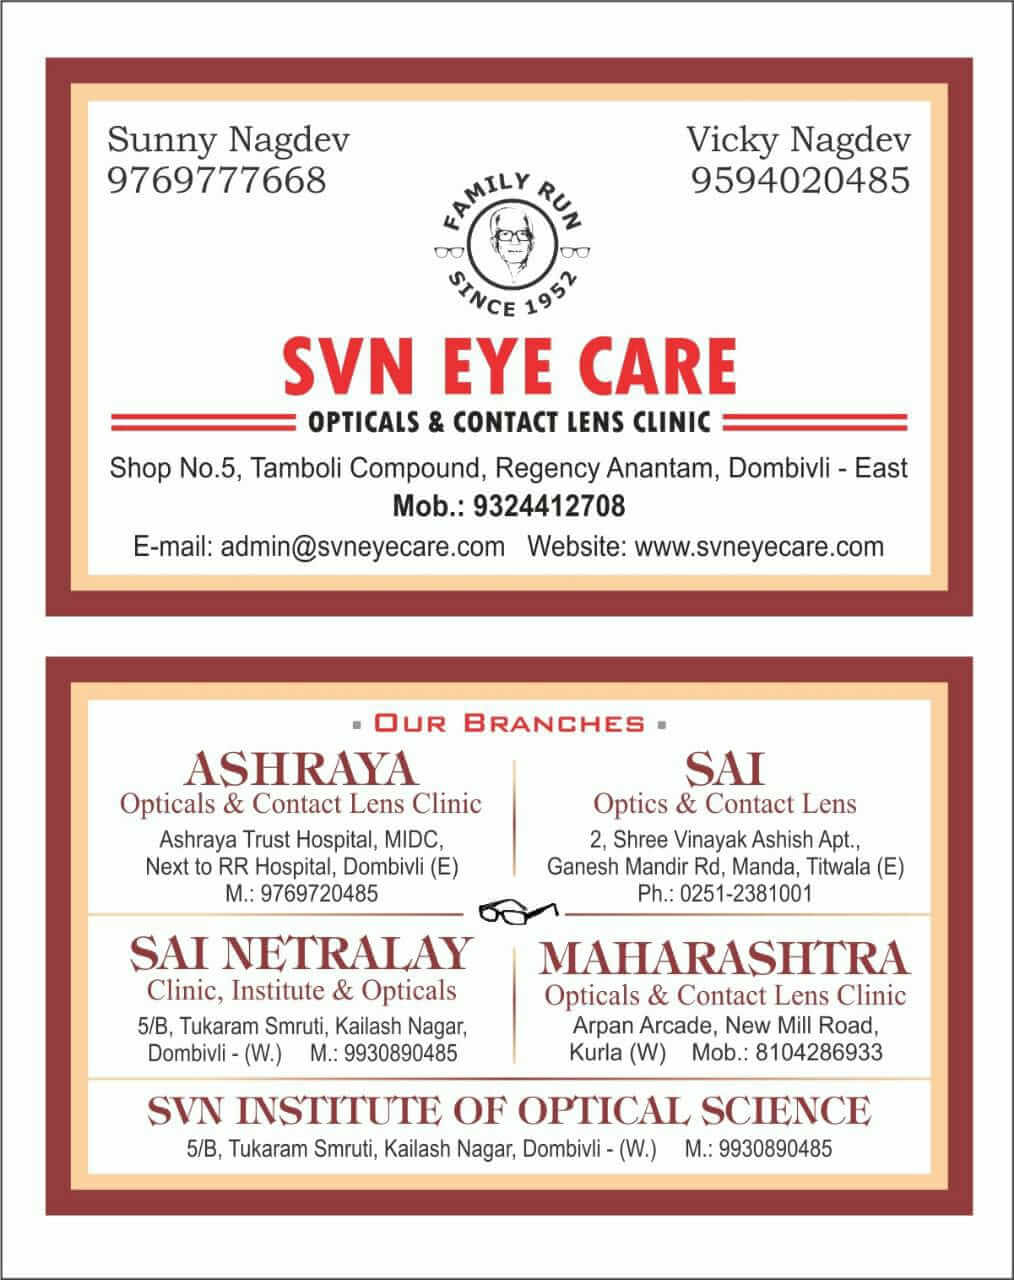 Sunny Nagdev
9769777668
Vicky Nagdev
9594020485
FAMILY RUN
SINCE 1952
SVN EYE CARE
OPTICALS & CONTACT LENS CLINIC
Shop No.5, Tamboli Compound, Regency Anantam, Dombivli - East
Mob.: 9324412708
E-mail: admin@svneyecare.com Website: www.svneyecare.com
OUR BRANCHES
ASHRAYA
Opticals & Contact Lens Clinic
Ashraya Trust Hospital, MIDC,
Next to RR Hospital, Dombivli (E)
M.: 9769720485
SAI
Optics & Contact Lens
2, Shree Vinayak Ashish Apt.,
Ganesh Mandir Rd, Manda, Titwala (E)
Ph.: 0251-2381001
SAI NETRALAY
Clinic, Institute & Opticals
5/B, Tukaram Smruti, Kailash Nagar,
Dombivli - (W.) M.: 9930890485
MAHARASHTRA
Opticals & Contact Lens Clinic
Arpan Arcade, New Mill Road,
Kurla (W) Mob.: 8104286933
SVN INSTITUTE OF OPTICAL SCIENCE
5/B, Tukaram Smruti, Kailash Nagar, Dombivli - (W.) M.: 9930890485